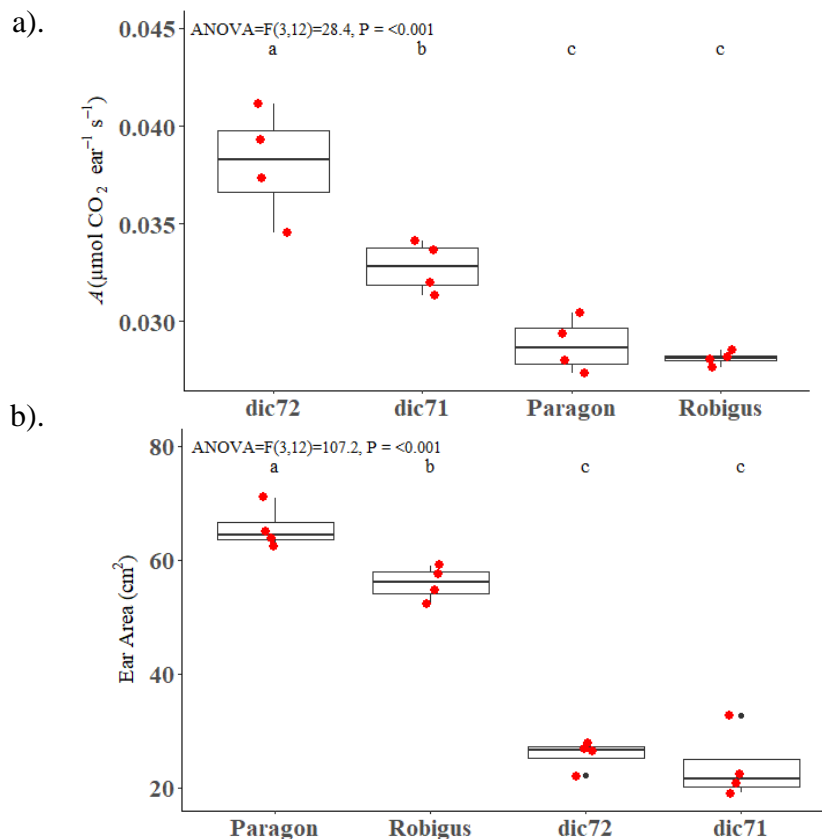 a).
ANOVA=F(3,12)=28.4, P = <0.001
a b c c
0.045
0.040
0.035
0.030
A (μmol CO₂ ear⁻¹ s⁻¹)
dic72 dic71 Paragon Robigus
b).
ANOVA=F(3,12)=107.2, P = <0.001
a b c c
80
60
40
20
Ear Area (cm²)
Paragon Robigus dic72 dic71